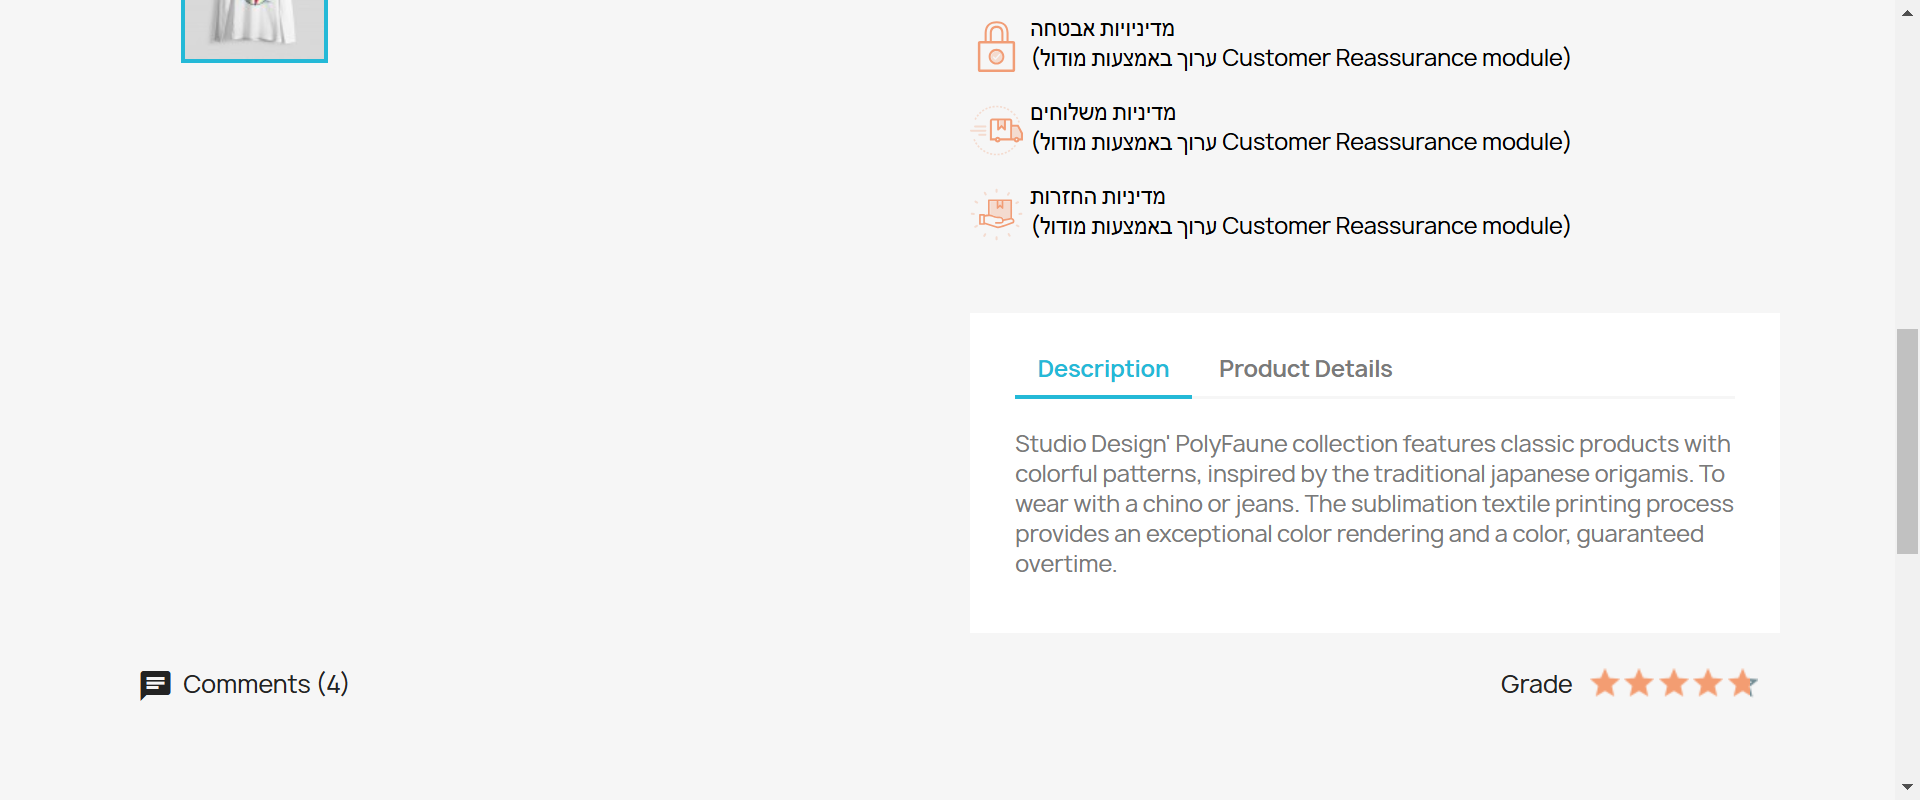 מדיניויות אבטחה
(ערוך באמצעות מודול Customer Reassurance module)
מדיניות משלוחים
(ערוך באמצעות מודול Customer Reassurance module)
מדיניות החזרות
(ערוך באמצעות מודול Customer Reassurance module)
Description
Product Details
Studio Design' PolyFaune collection features classic products with
colorful patterns, inspired by the traditional japanese origamis. To
wear with a chino or jeans. The sublimation textile printing process
provides an exceptional color rendering and a color, guaranteed
overtime.
Comments (4)
Grade